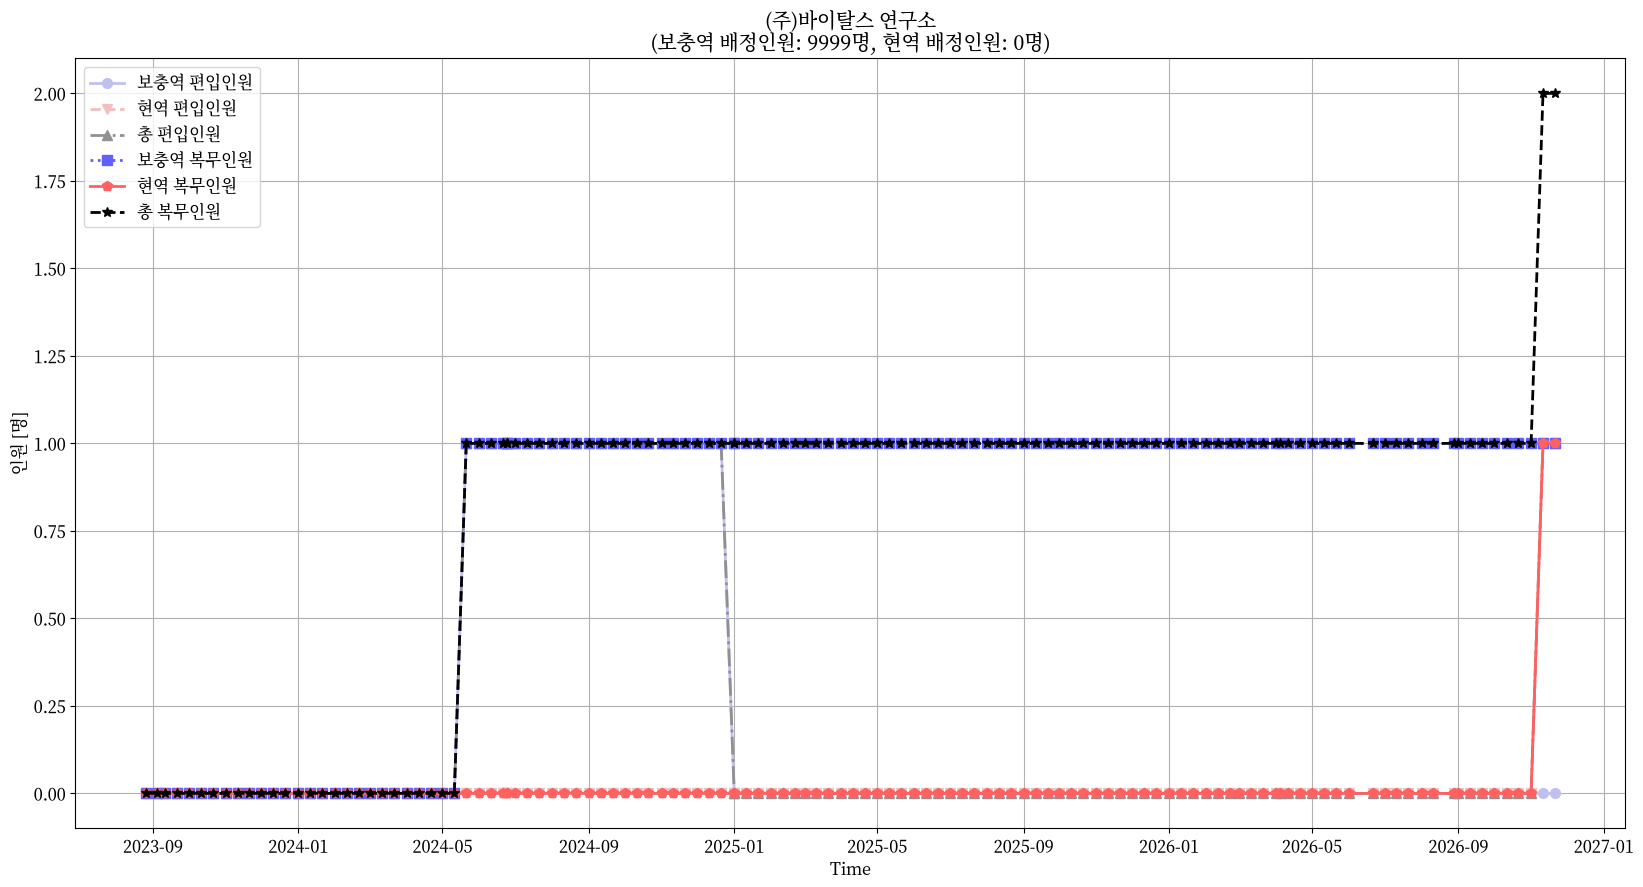 (주)바이탈스 연구소
(보충역 배정인원: 9999명, 현역 배정인원: 0명)
보충역 편입인원
현역 편입인원
총 편입인원
보충역 복무인원
현역 복무인원
총 복무인원
2.00
1.75
1.50
1.25
1.00
0.75
0.50
0.25
0.00
인원 [명]
2023-09
2024-01
2024-05
2024-09
2025-01
2025-05
2025-09
2026-01
2026-05
2026-09
2027-01
Time